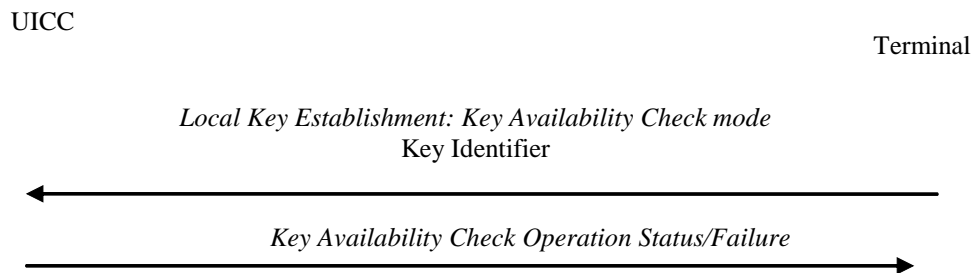 UICC
Terminal
Local Key Establishment: Key Availability Check mode
Key Identifier
Key Availability Check Operation Status/Failure